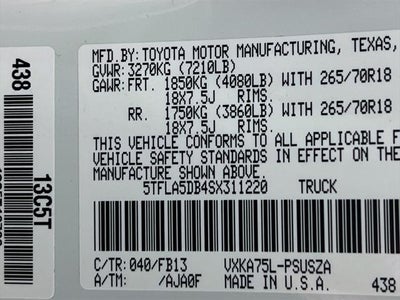 MFD.BY:TOYOTA MOTOR MANUFACTURING, TEXAS,
GVWR:3270KG (7210LB)
GAWR:FRT. 1850KG (4080LB) WITH 265/70R18
18X7.5J RIMS.
RR. 1750KG (3860LB) WITH 265/70R18
18X7.5J RIMS.
THIS VEHICLE CONFORMS TO ALL APPLICABLE
VEHICLE SAFETY STANDARDS IN EFFECT ON THE
MANUFACTURE SHOWN ABOVE.
5TFLA5DB4SX311220 TRUCK
C/TR:040/FB13 VXKA75L-PSUSZA
A/TM: /AJA0F MADE IN U.S.A. 438
438
13C5T